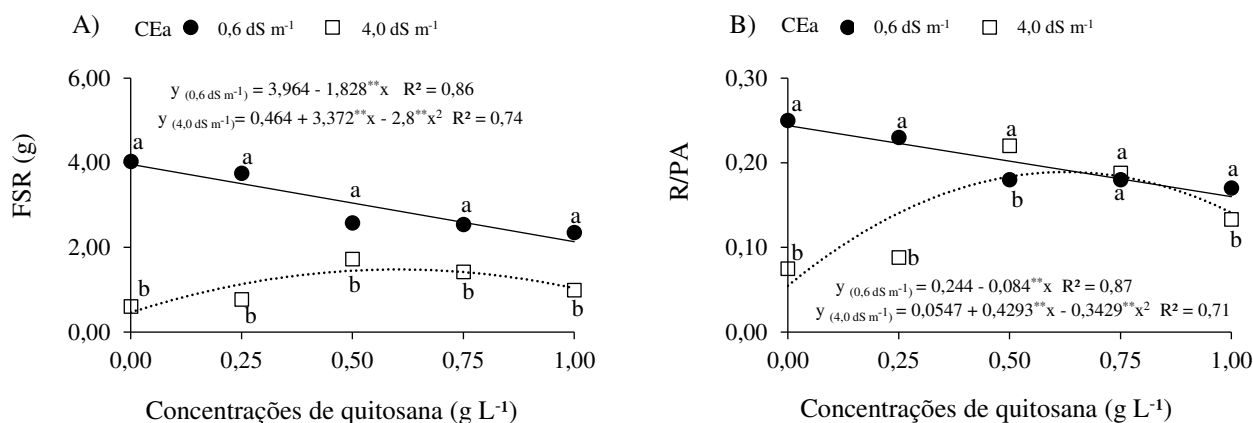 A) CEa 0,6 dS m⁻¹ 4,0 dS m⁻¹
6,00
y (0,6 dS m⁻¹) = 3,964 - 1,828**x R² = 0,86
y (4,0 dS m⁻¹)= 0,464 + 3,372**x - 2,8**x² R² = 0,74
4,00
2,00
0,00
FSR (g)
a a a a a
b b b b b
0,00 0,25 0,50 0,75 1,00
Concentrações de quitosana (g L⁻¹)
B) CEa 0,6 dS m⁻¹ 4,0 dS m⁻¹
0,30
0,20
0,10
0,00
R/PA
a a a a a
b b b a b
y (0,6 dS m⁻¹) = 0,244 - 0,084**x R² = 0,87
y (4,0 dS m⁻¹) = 0,0547 + 0,4293**x - 0,3429**x² R² = 0,71
0,00 0,25 0,50 0,75 1,00
Concentrações de quitosana (g L⁻¹)